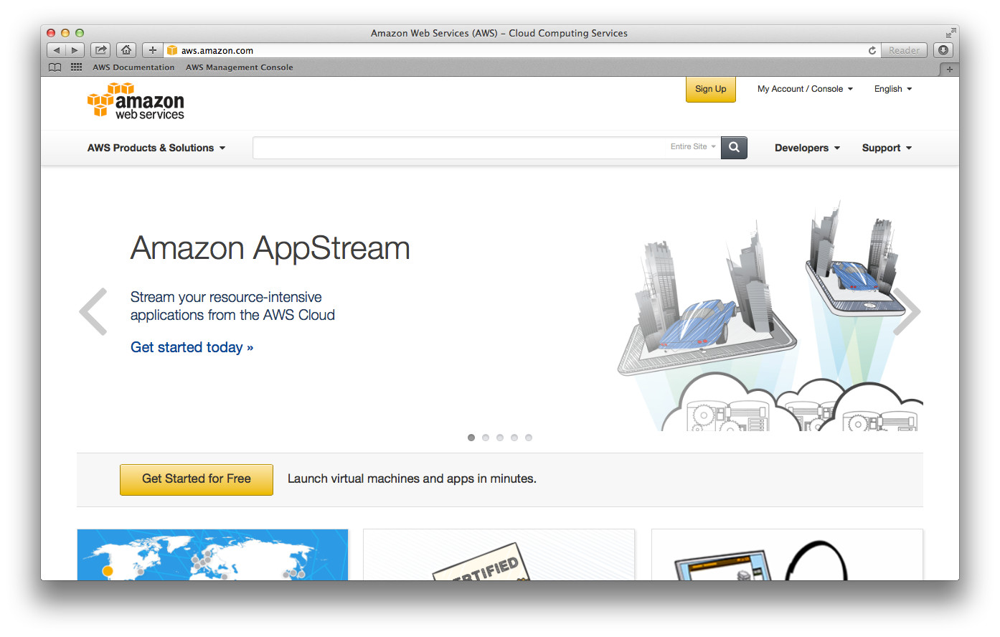 Amazon Web Services (AWS) – Cloud Computing Services
aws.amazon.com
Reader
AWS Documentation AWS Management Console
amazon
web services
Sign Up My Account / Console English
AWS Products & Solutions Entire Site Developers Support
Amazon AppStream
Stream your resource-intensive
applications from the AWS Cloud
Get started today »
Get Started for Free Launch virtual machines and apps in minutes.
CERTIFIED